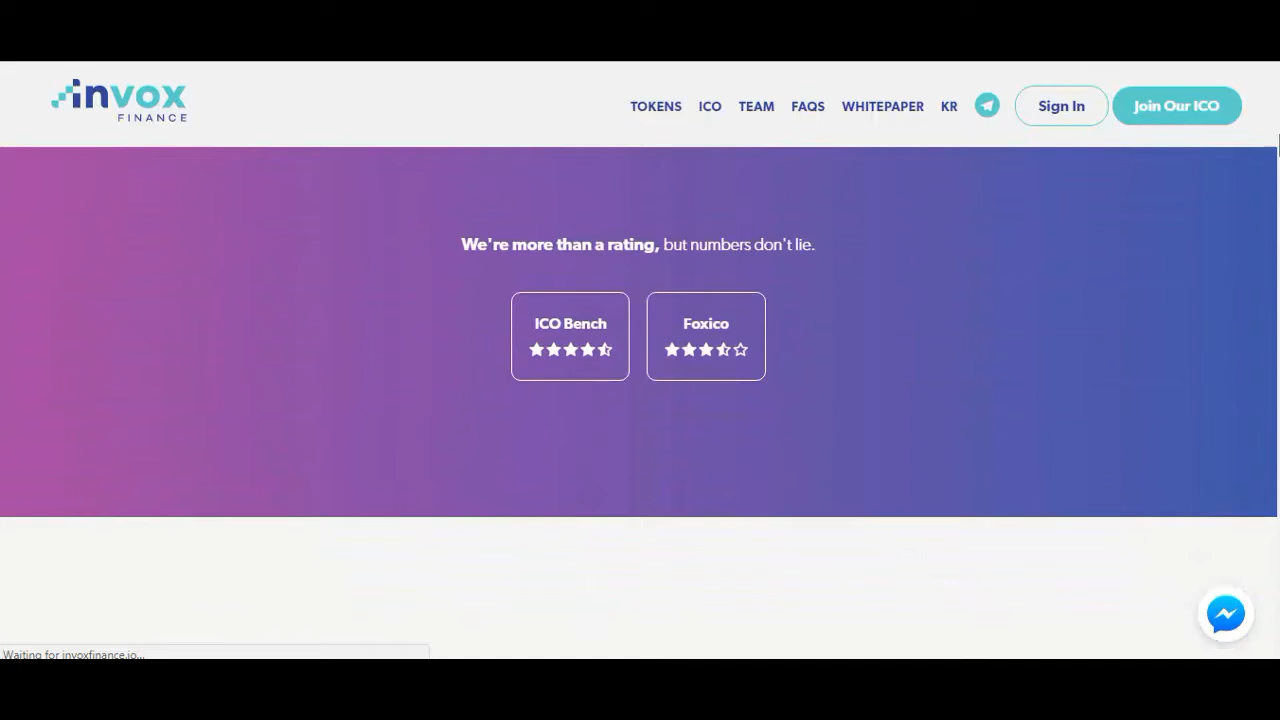 invox
FINANCE
TOKENS ICO TEAM FAQS WHITEPAPER KR Sign In Join Our ICO
We're more than a rating, but numbers don't lie.
ICO Bench Foxico
Waiting for invoxfinance.io...